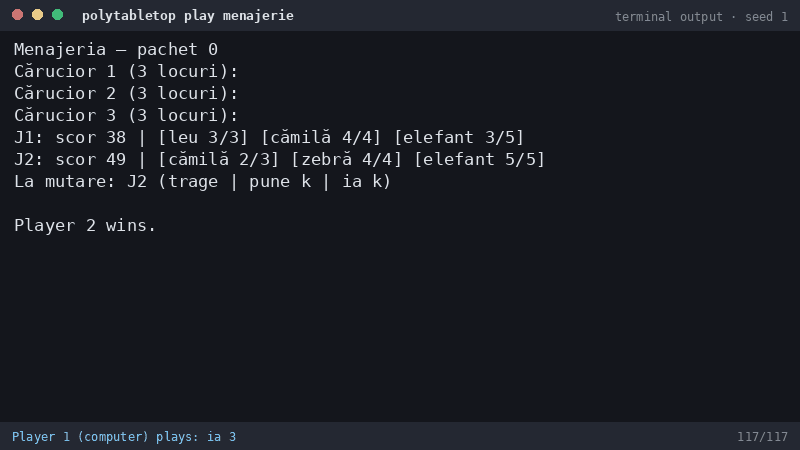 polytabletop play menajerie
terminal output · seed 1
Menajeria — pachet 0
Cărucior 1 (3 locuri):
Cărucior 2 (3 locuri):
Cărucior 3 (3 locuri):
J1: scor 38 | [leu 3/3] [cămilă 4/4] [elefant 3/5]
J2: scor 49 | [cămilă 2/3] [zebră 4/4] [elefant 5/5]
La mutare: J2 (trage | pune k | ia k)
Player 2 wins.
Player 1 (computer) plays: ia 3
117/117